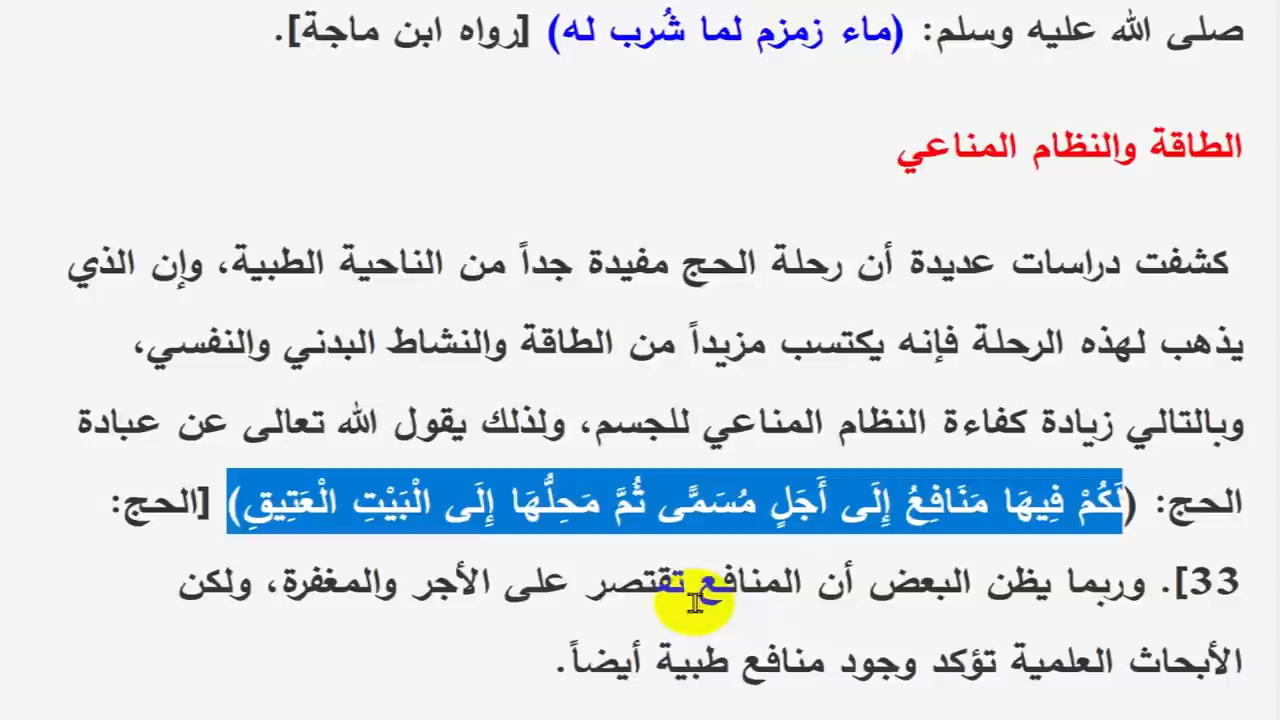 صلى الله عليه وسلم: (ماء زمزم لما شُرب له) [رواه ابن ماجة].
الطاقة والنظام المناعي
كشفت دراسات عديدة أن رحلة الحج مفيدة جداً من الناحية الطبية، وإن الذي
يذهب لهذه الرحلة فإنه يكتسب مزيداً من الطاقة والنشاط البدني والنفسي،
وبالتالي زيادة كفاءة النظام المناعي للجسم، ولذلك يقول الله تعالى عن عبادة
الحج: (لَكُمْ فِيهَا مَنَافِعُ إِلَى أَجَلٍ مُسَمًّى ثُمَّ مَحِلُّهَا إِلَى الْبَيْتِ الْعَتِيقِ) [الحج:
33]. وربما يظن البعض أن المنافع تقتصر على الأجر والمغفرة، ولكن
الأبحاث العلمية تؤكد وجود منافع طبية أيضاً.